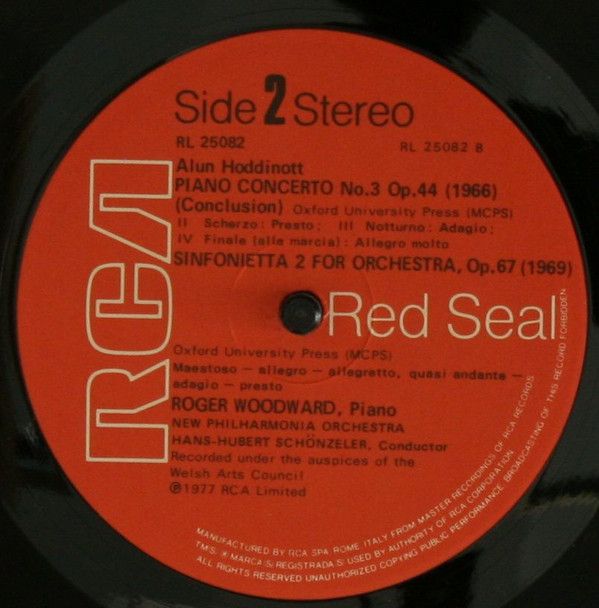 Side 2 Stereo
RL 25082
RL 25082 B
Alun Hoddinott
PIANO CONCERTO No.3 Op.44 (1966)
(Conclusion) Oxford University Press (MCPS)
II Scherzo: Presto; III Notturno: Adagio;
IV Finale (alla marcia): Allegro molto
SINFONIETTA 2 FOR ORCHESTRA, Op.67 (1969)
RCA
Red Seal
Oxford University Press (MCPS)
Maestoso — allegro — allegretto, quasi andante —
adagio — presto
ROGER WOODWARD, Piano
NEW PHILHARMONIA ORCHESTRA
HANS-HUBERT SCHÖNZELER, Conductor
Recorded under the auspices of the
Welsh Arts Council
℗1977 RCA Limited
MANUFACTURED BY RCA SPA, ROME, ITALY, FROM MASTER RECORDINGS OF RCA RECORDS
TMS. ® MARCA(S) REGISTRADA(S) USED BY AUTHORITY OF RCA CORPORATION.
ALL RIGHTS RESERVED UNAUTHORIZED COPYING PUBLIC PERFORMANCE BROADCASTING OF THIS RECORD FORBIDDEN